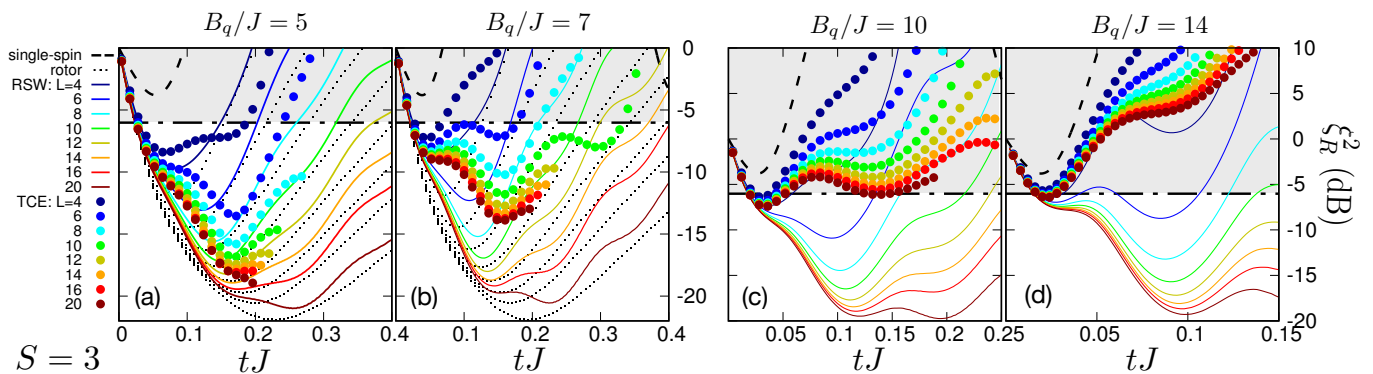 B_q/J = 5
B_q/J = 7
B_q/J = 10
B_q/J = 14
single-spin
rotor
RSW: L=4
6
8
10
12
14
16
20
TCE: L=4
6
8
10
12
14
16
20
(a)
(b)
(c)
(d)
0
-5
-10
-15
-20
10
5
0
-5
-10
-15
-20
ξ_R^2 (dB)
0 0.1 0.2 0.3 0.4
0.1 0.2 0.3 0.4
0.05 0.1 0.15 0.2 0.25
0.05 0.1 0.15
S = 3
tJ
tJ
tJ
tJ